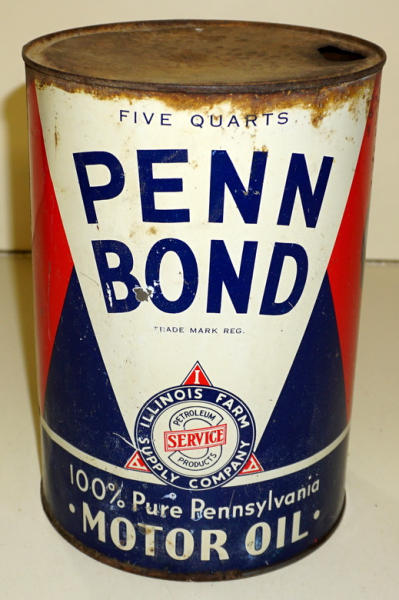 FIVE QUARTS
PENN
BOND
TRADE MARK REG.
I
ILLINOIS FARM
PETROLEUM
SERVICE
PRODUCTS
SUPPLY COMPANY
A A
100% Pure Pennsylvania
• MOTOR OIL •